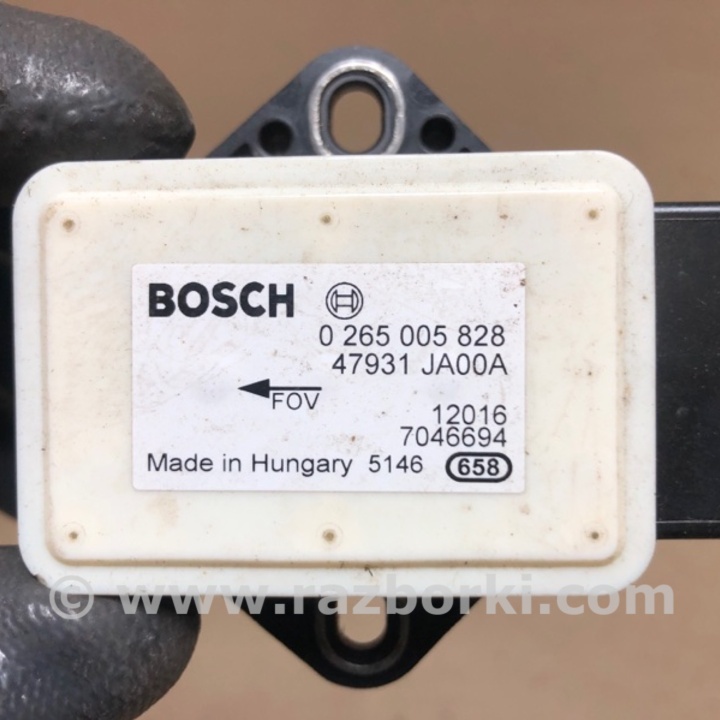 BOSCH
0 265 005 828
47931 JA00A
FOV
12016
7046694
Made in Hungary 5146 658
© www.razborki.com